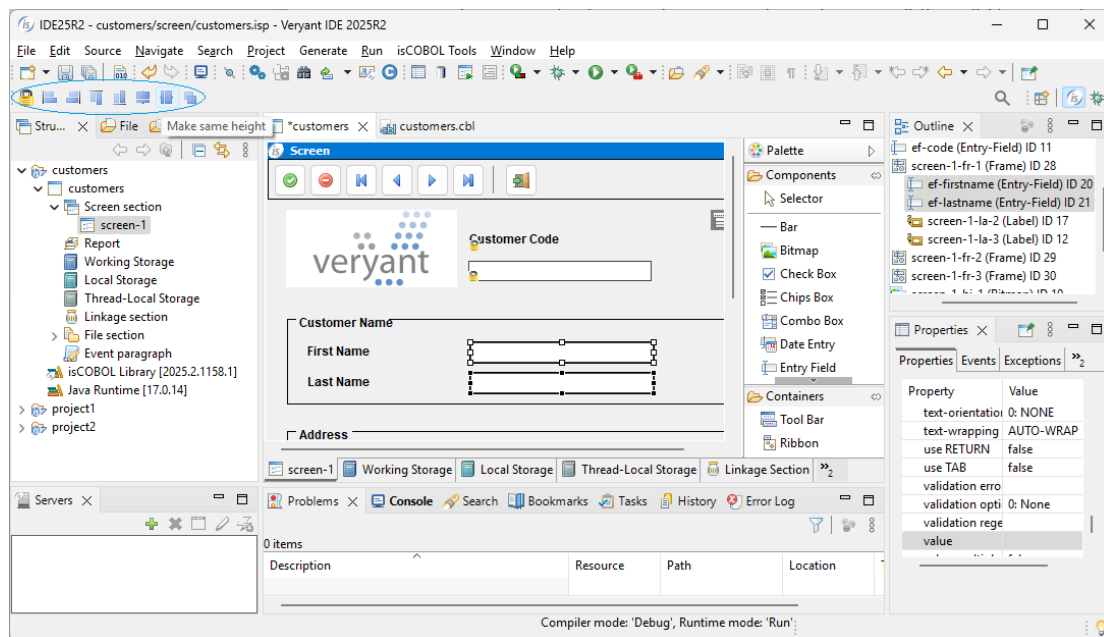 IDE25R2 - customers/screen/customers.isp - Veryant IDE 2025R2
File Edit Source Navigate Search Project Generate Run isCOBOL Tools Window Help
Stru... File
Make same height
*customers
customers.cbl
customers
customers
Screen section
screen-1
Report
Working Storage
Local Storage
Thread-Local Storage
Linkage section
File section
Event paragraph
isCOBOL Library [2025.2.1158.1]
Java Runtime [17.0.14]
project1
project2
Screen
veryant
Customer Code
Customer Name
First Name
Last Name
Address
Palette
Components
Selector
Bar
Bitmap
Check Box
Chips Box
Combo Box
Date Entry
Entry Field
Containers
Tool Bar
Ribbon
screen-1 Working Storage Local Storage Thread-Local Storage Linkage Section »2
Outline
ef-code (Entry-Field) ID 11
screen-1-fr-1 (Frame) ID 28
ef-firstname (Entry-Field) ID 20
ef-lastname (Entry-Field) ID 21
screen-1-la-2 (Label) ID 17
screen-1-la-3 (Label) ID 12
screen-1-fr-2 (Frame) ID 29
screen-1-fr-3 (Frame) ID 30
Properties
Properties Events Exceptions »2
Property Value
text-orientatio 0: NONE
text-wrapping AUTO-WRAP
use RETURN false
use TAB false
validation erro
validation opti 0: None
validation rege
value
Servers
Problems Console Search Bookmarks Tasks History Error Log
0 items
Description Resource Path Location
Compiler mode: 'Debug', Runtime mode: 'Run'